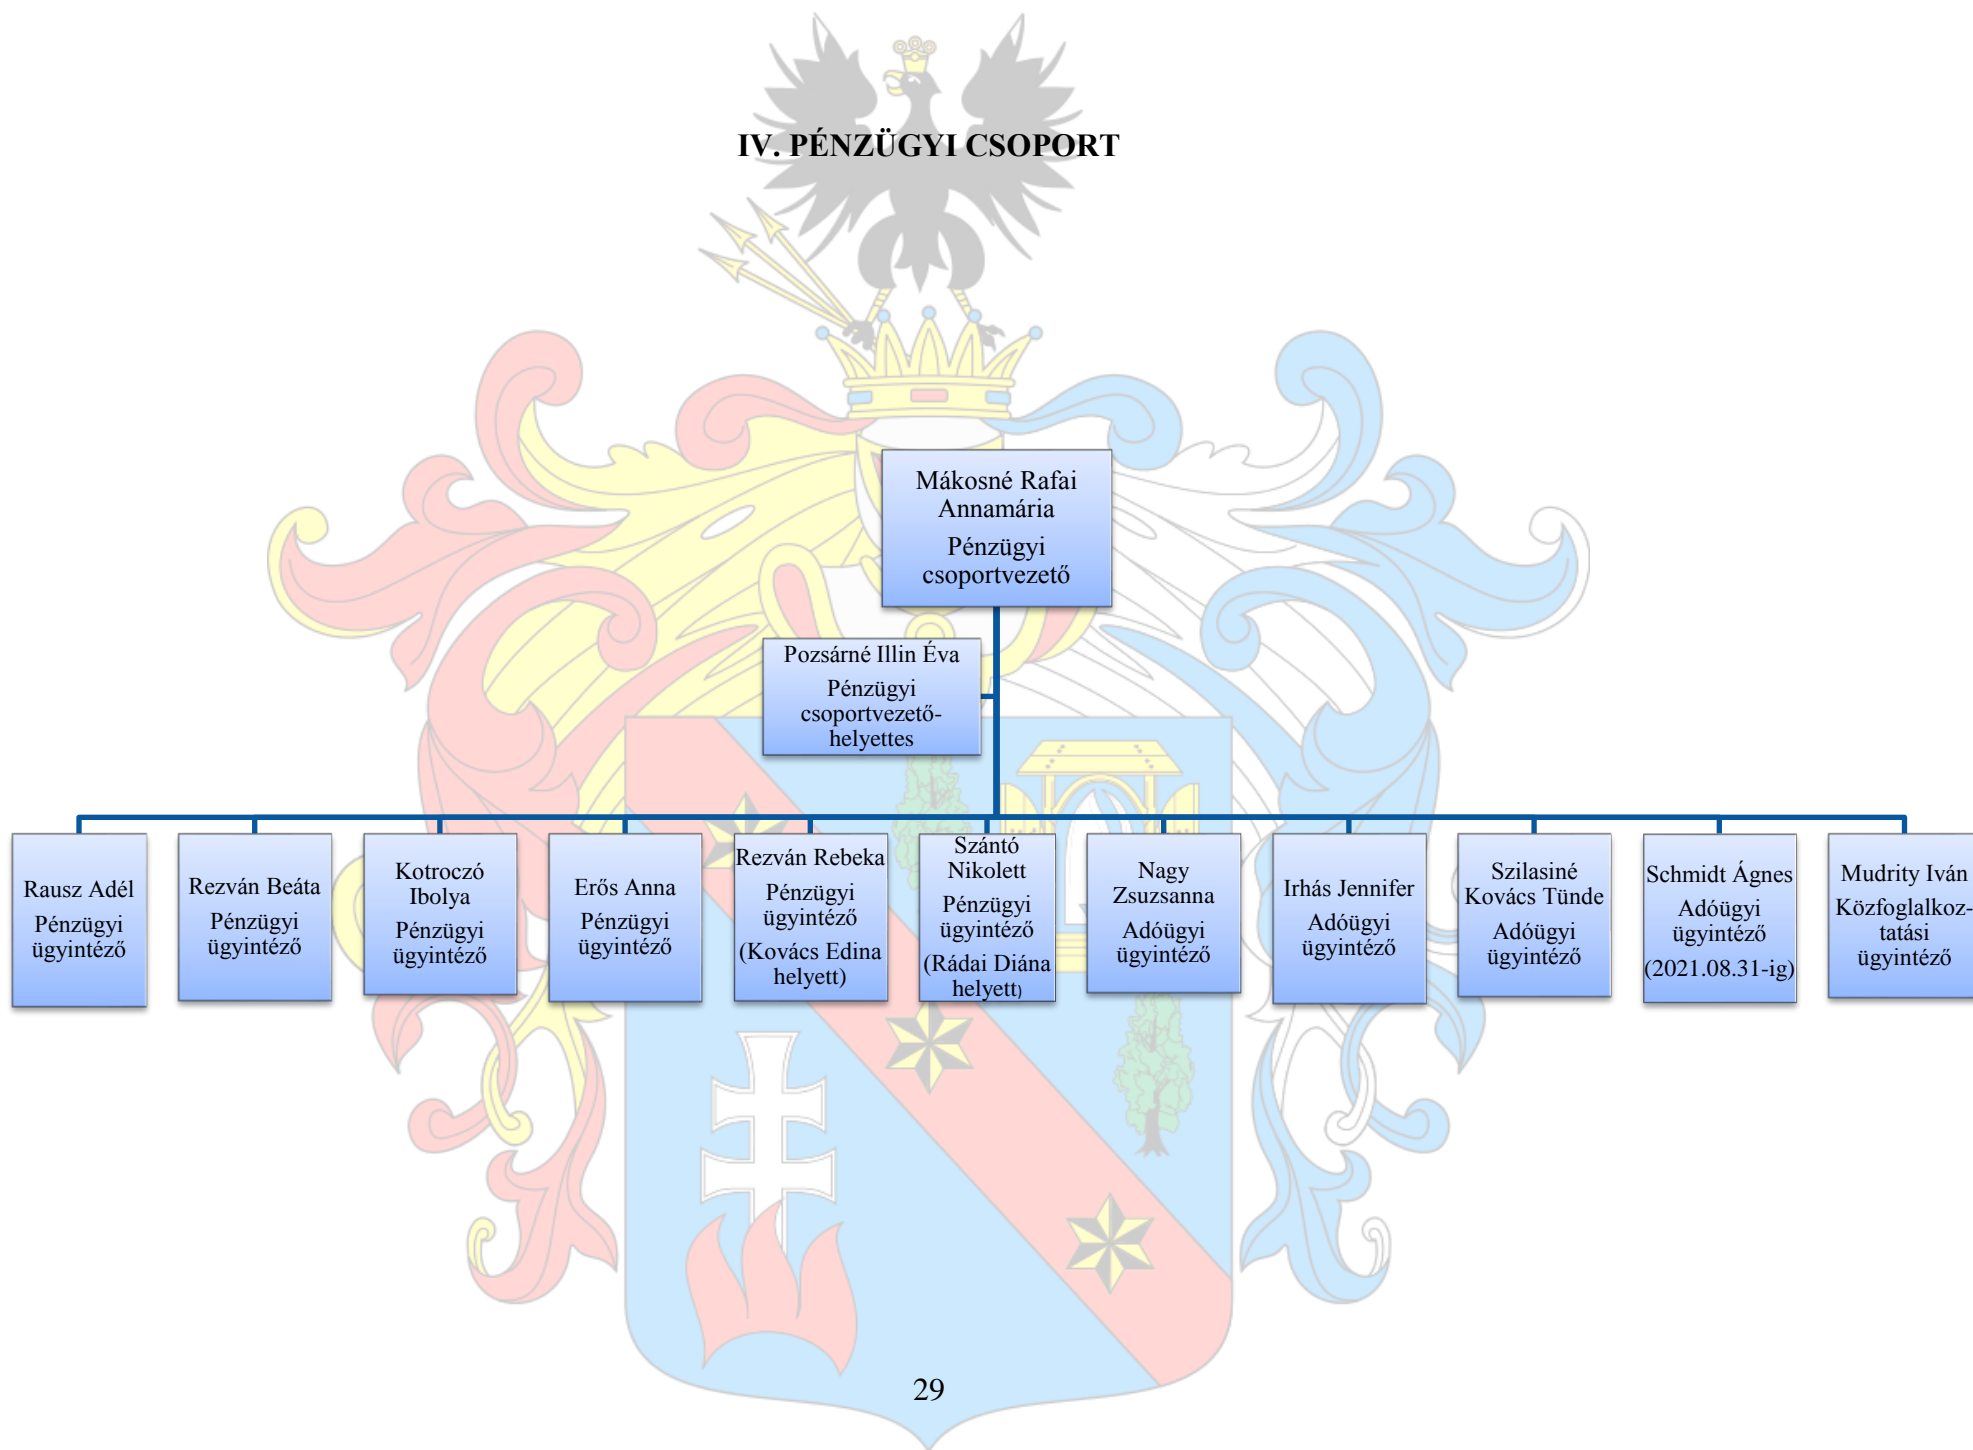 IV. PÉNZÜGYI CSOPORT
Mákosné Rafai
Annamária
Pénzügyi
csoportvezető
Pozsárné Illin Éva
Pénzügyi
csoportvezető-
helyettes
Rausz Adél
Pénzügyi
ügyintéző
Rezván Beáta
Pénzügyi
ügyintéző
Kotroczó
Ibolya
Pénzügyi
ügyintéző
Erős Anna
Pénzügyi
ügyintéző
Rezván Rebeka
Pénzügyi
ügyintéző
(Kovács Edina
helyett)
Szántó
Nikolett
Pénzügyi
ügyintéző
(Rádai Diána
helyett)
Nagy
Zsuzsanna
Adóügyi
ügyintéző
Irhás Jennifer
Adóügyi
ügyintéző
Szilasiné
Kovács Tünde
Adóügyi
ügyintéző
Schmidt Ágnes
Adóügyi
ügyintéző
(2021.08.31-ig)
Mudrity Iván
Közfoglalkoz-
tatási
ügyintéző
29